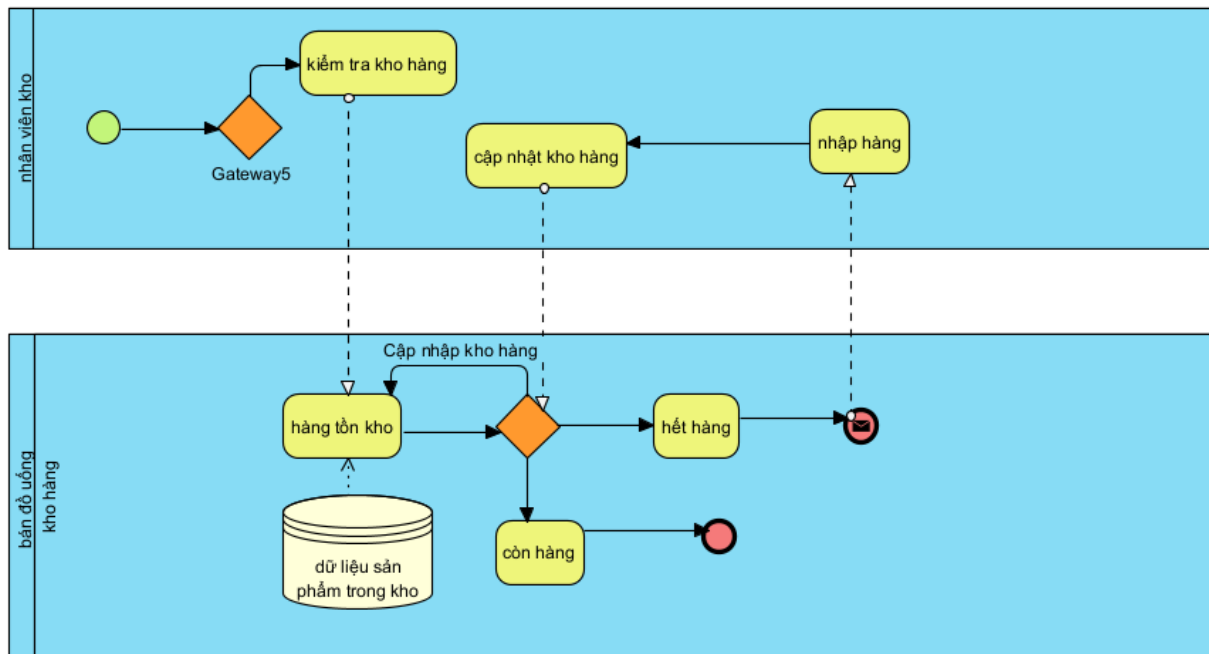 nhân viên kho
kiểm tra kho hàng
Gateway5
cập nhật kho hàng
nhập hàng
bán đồ uống
kho hàng
Cập nhập kho hàng
hàng tồn kho
hết hàng
còn hàng
dữ liệu sản
phẩm trong kho